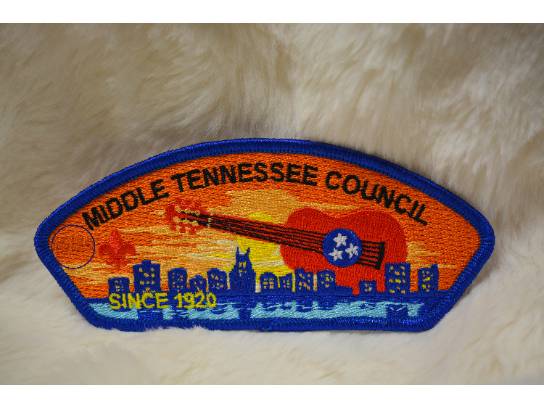 MIDDLE TENNESSEE COUNCIL
SINCE 1920